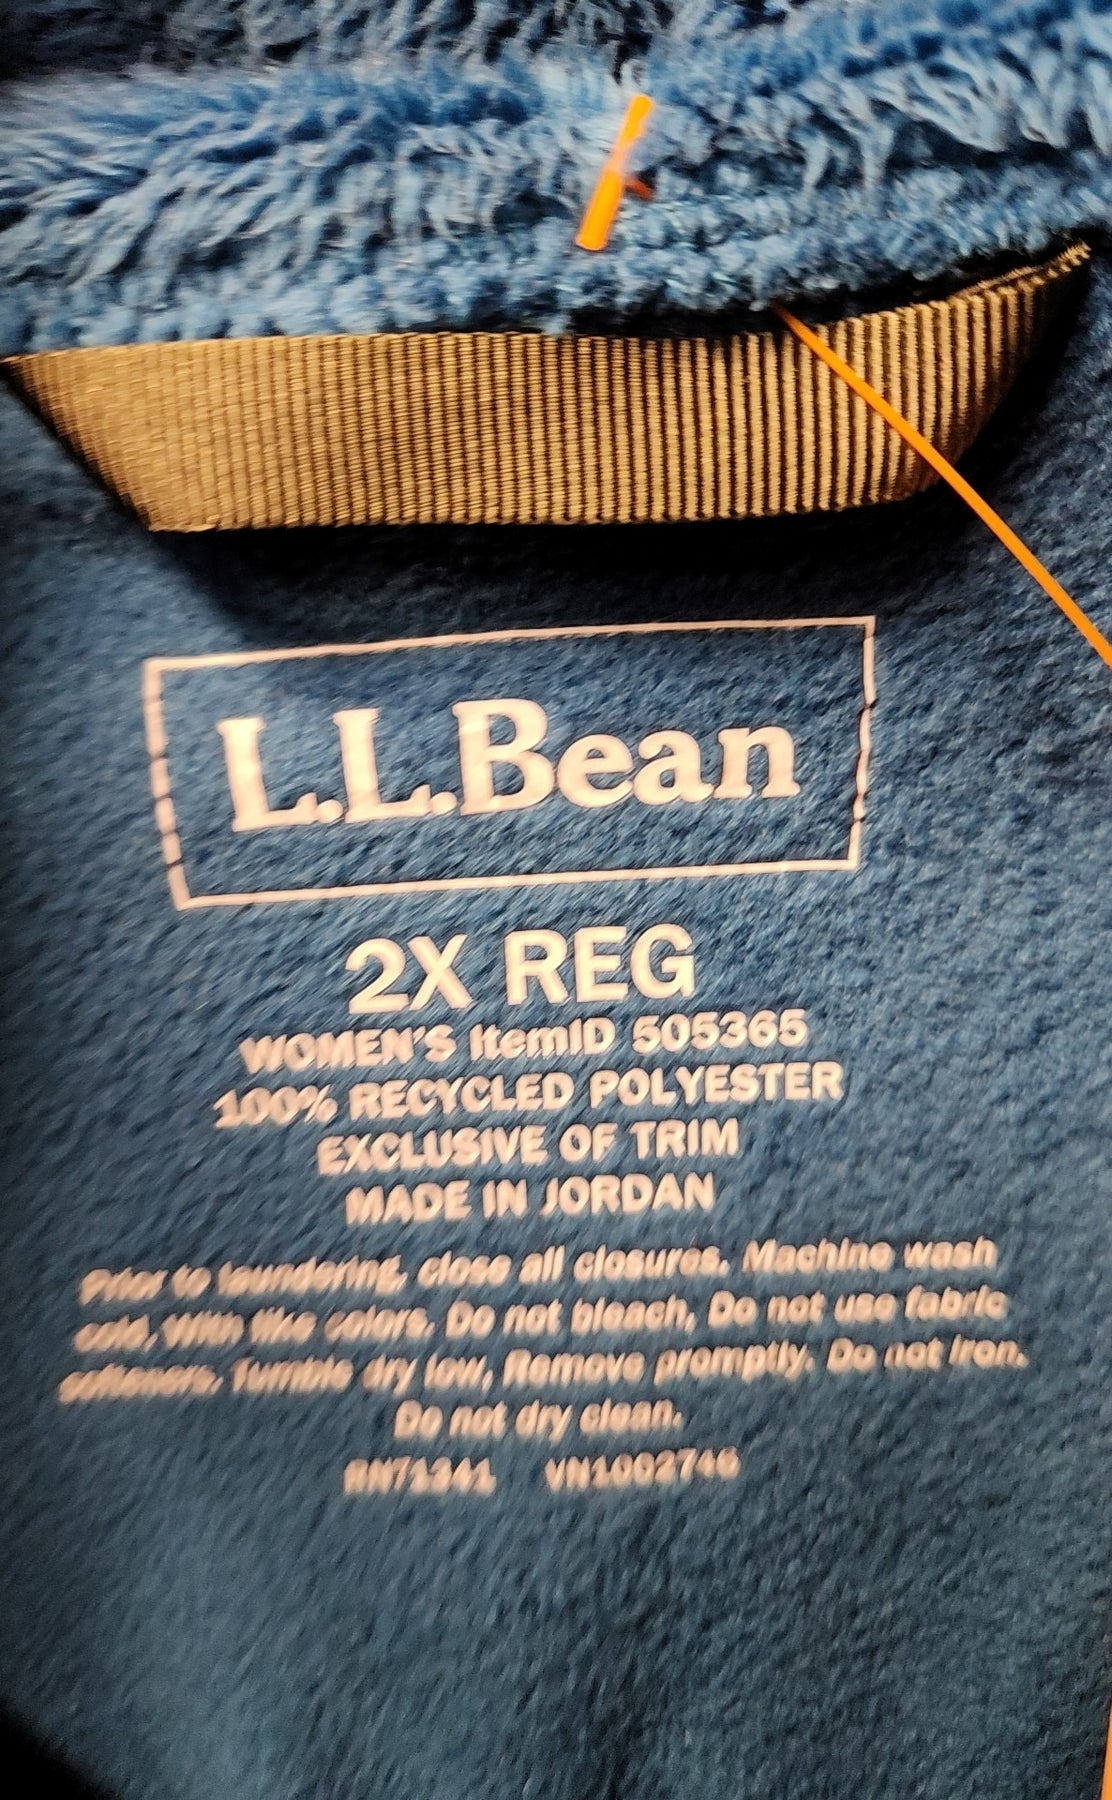 L.L.Bean
2X REG
WOMEN'S ItemID 505365
100% RECYCLED POLYESTER
EXCLUSIVE OF TRIM
MADE IN JORDAN
Prior to laundering, close all closures. Machine wash
cold, With like colors. Do not bleach, Do not use fabric
softeners. Tumble dry low, Remove promptly. Do not iron.
Do not dry clean.
RN71341 VN1002746